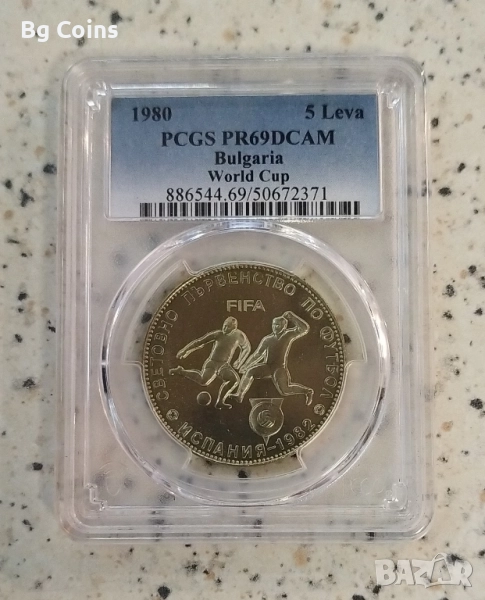 Bg Coins
1980 5 Leva
PCGS PR69DCAM
Bulgaria
World Cup
886544.69/50672371
СВЕТОВНО ПЪРВЕНСТВО ПО ФУТБОЛ
FIFA
ИСПАНИЯ-1982
BAZAR